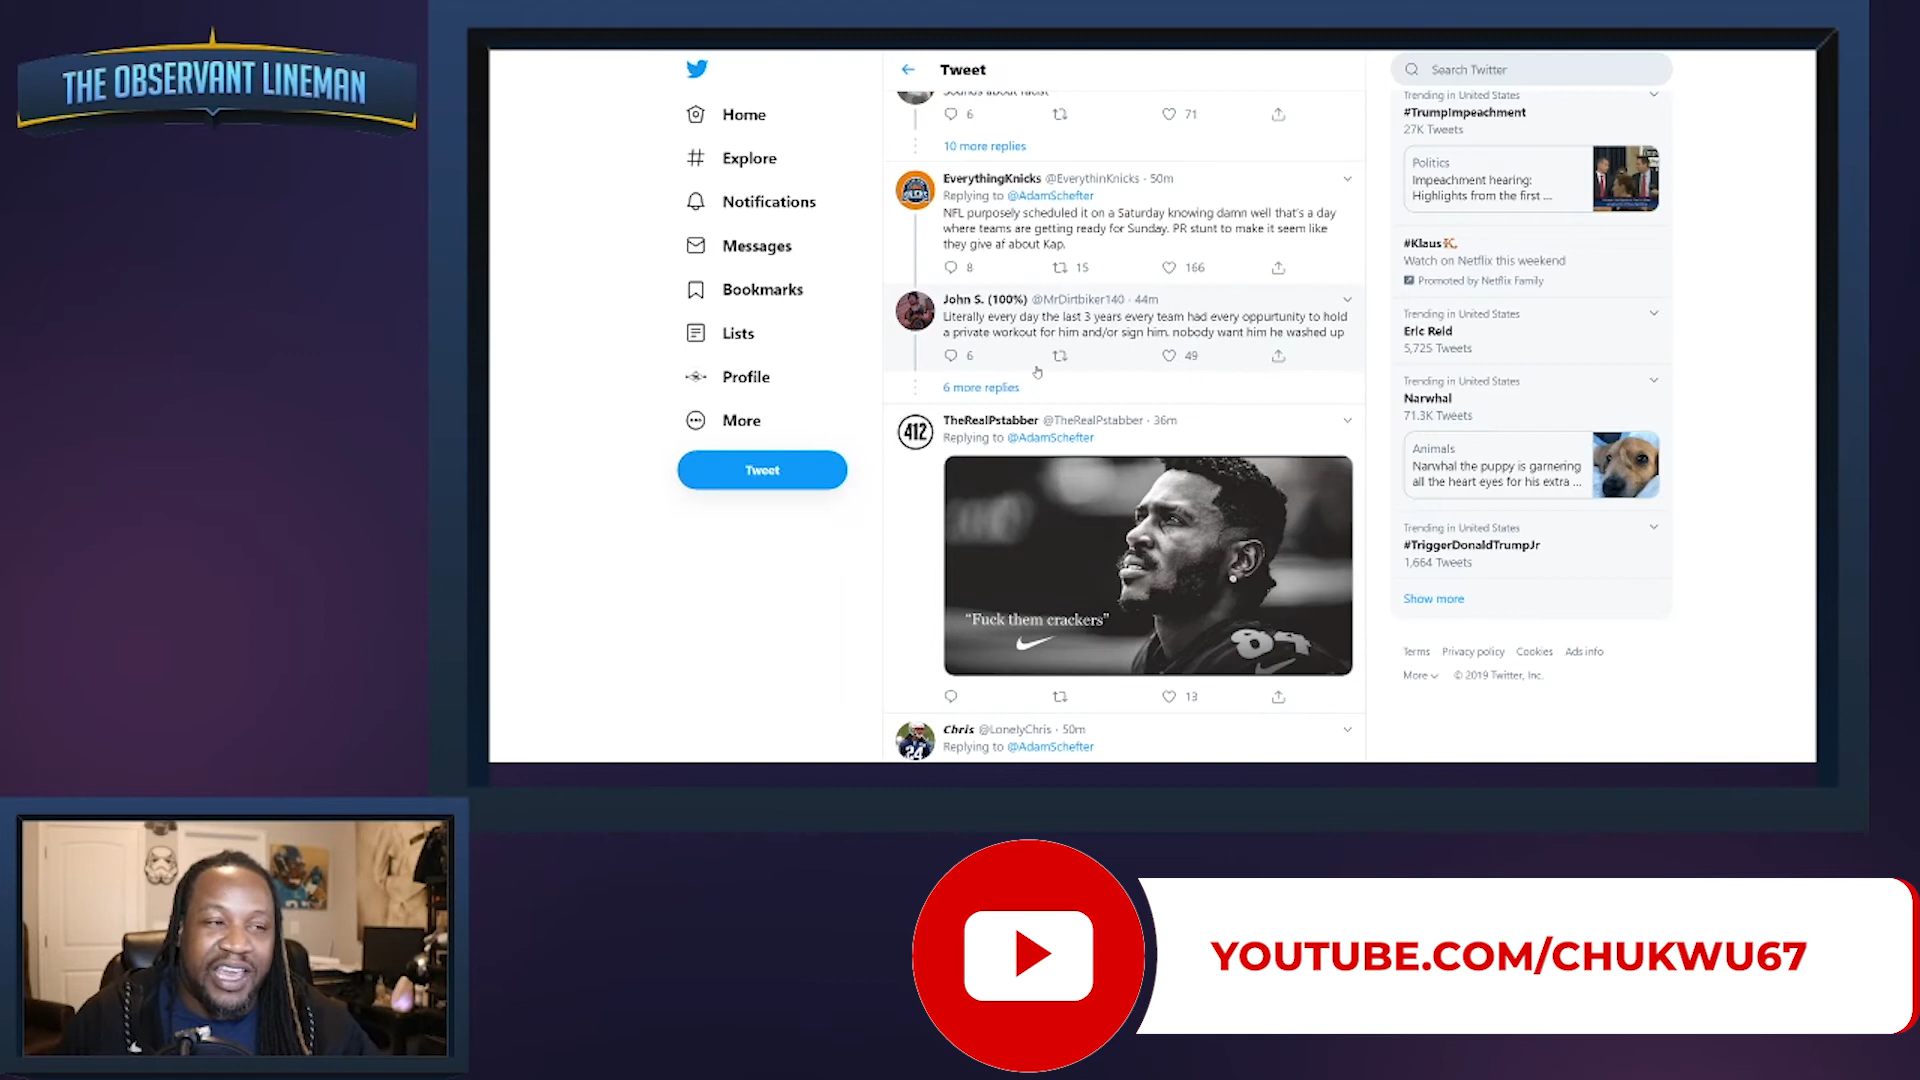 THE OBSERVANT LINEMAN
Home
Explore
Notifications
Messages
Bookmarks
Lists
Profile
More
Tweet
Tweet
Sounds about racist
6 71
10 more replies
EverythingKnicks @EverythinKnicks · 50m
Replying to @AdamSchefter
NFL purposely scheduled it on a Saturday knowing damn well that's a day
where teams are getting ready for Sunday. PR stunt to make it seem like
they give af about Kap.
8 15 166
John S. (100%) @MrDirtbiker140 · 44m
Literally every day the last 3 years every team had every oppurtunity to hold
a private workout for him and/or sign him. nobody want him he washed up
6 49
6 more replies
412
TheRealPstabber @TheRealPstabber · 36m
Replying to @AdamSchefter
“Fuck them crackers”
84
13
Chris @LonelyChris · 50m
Replying to @AdamSchefter
24
Search Twitter
Trending in United States
#TrumpImpeachment
27K Tweets
Politics
Impeachment hearing:
Highlights from the first ...
#Klaus
Watch on Netflix this weekend
Promoted by Netflix Family
Trending in United States
Eric Reid
5,725 Tweets
Trending in United States
Narwhal
71.3K Tweets
Animals
Narwhal the puppy is garnering
all the heart eyes for his extra ...
Trending in United States
#TriggerDonaldTrumpJr
1,664 Tweets
Show more
Terms Privacy policy Cookies Ads info
More © 2019 Twitter, Inc.
YOUTUBE.COM/CHUKWU67